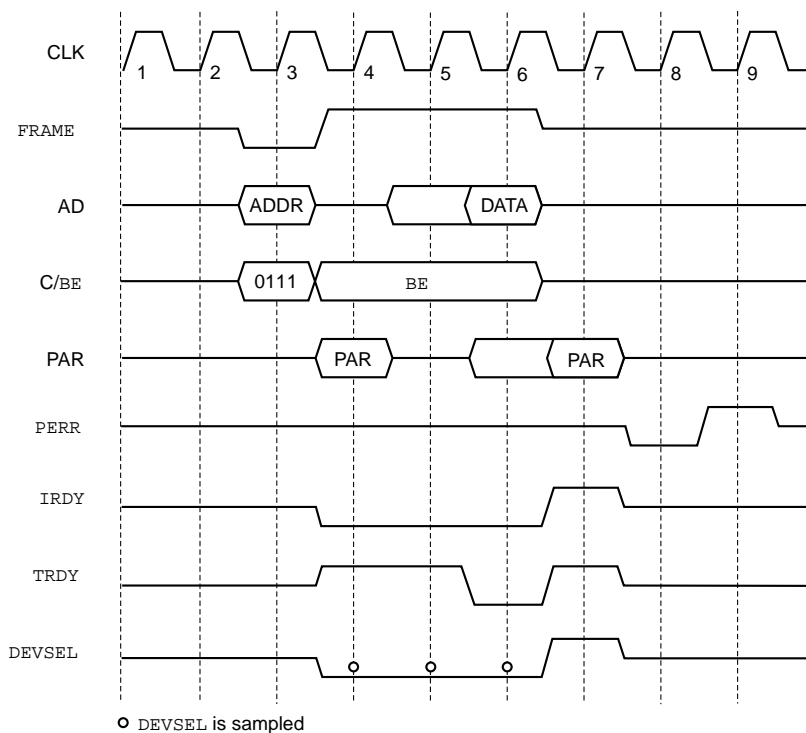 CLK
1 2 3 4 5 6 7 8 9
FRAME
AD
ADDR
DATA
C/BE
0111
BE
PAR
PAR
PAR
PERR
IRDY
TRDY
DEVSEL
DEVSEL is sampled